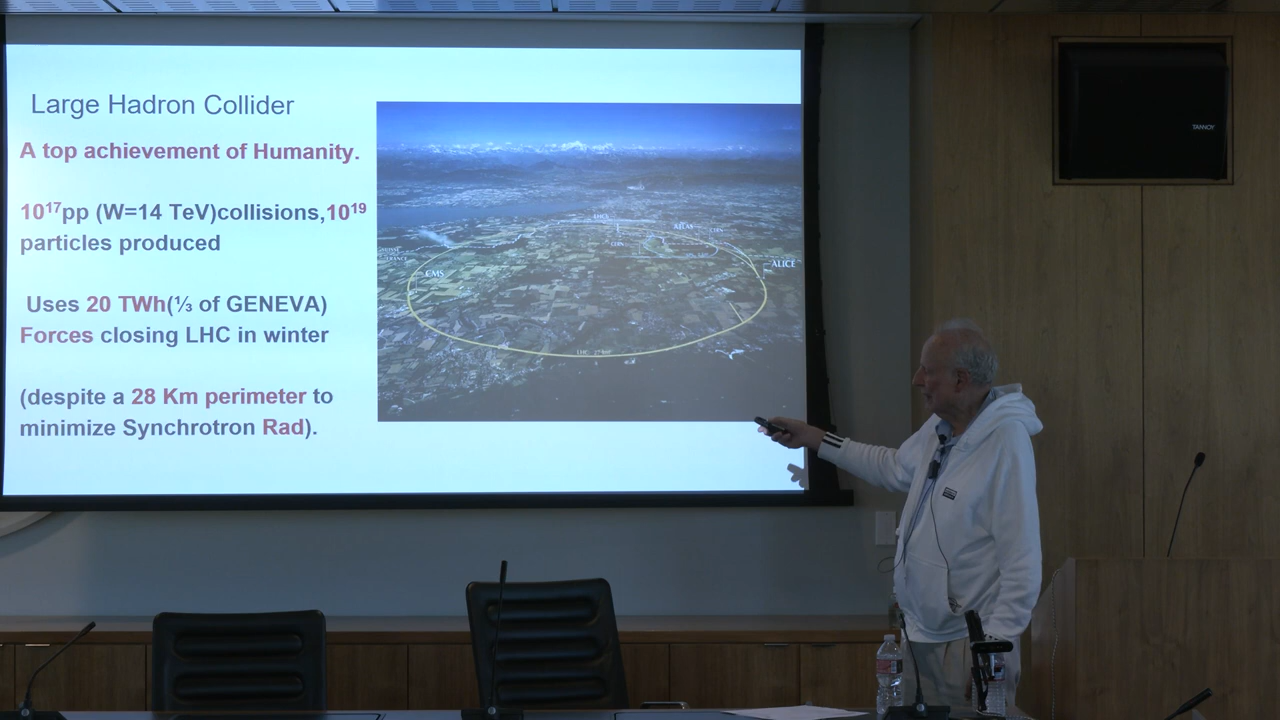 Large Hadron Collider
A top achievement of Humanity.
10¹⁷pp (W=14 TeV)collisions,10¹⁹
particles produced
Uses 20 TWh(⅓ of GENEVA)
Forces closing LHC in winter
(despite a 28 Km perimeter to
minimize Synchrotron Rad).
ATLAS
CERN
ALICE
CMS
TANNOY